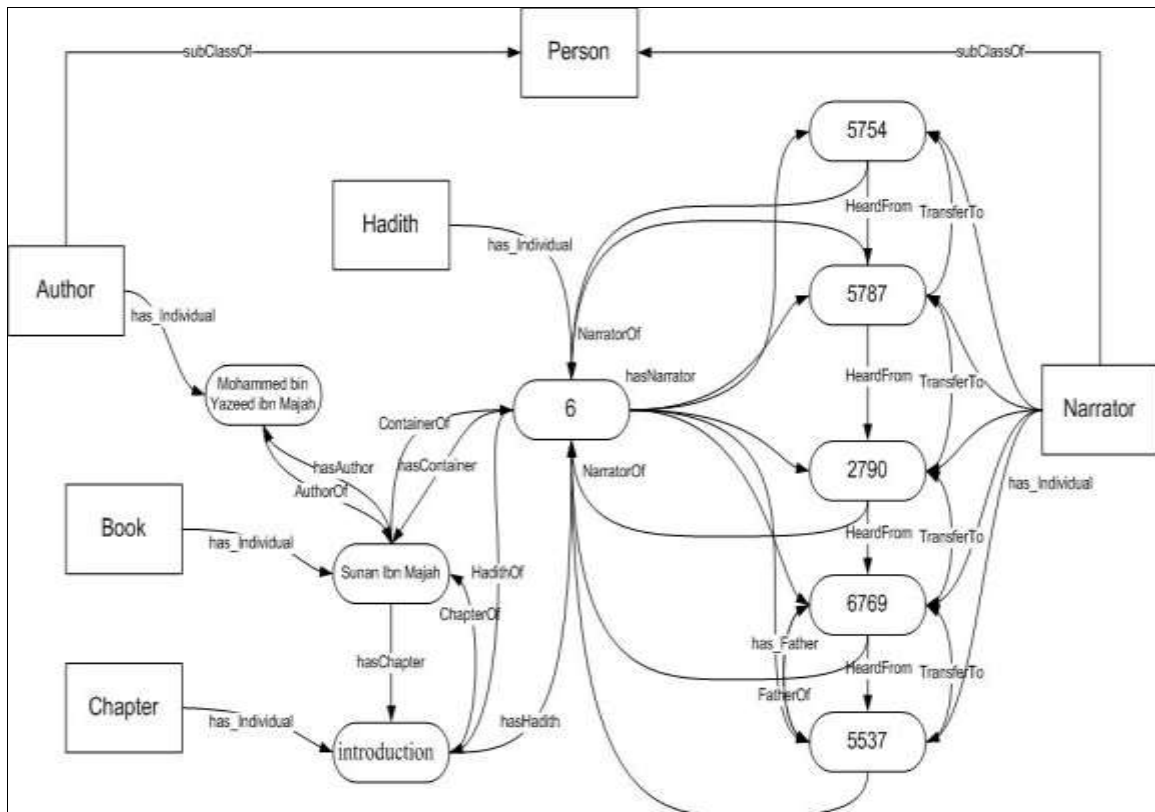 Person
subClassOf
subClassOf
5754
Hadith
HeardFrom
TransferTo
has_Individual
Author
5787
has_Individual
NarratorOf
Mohammed bin
Yazeed ibn Majah
hasNarrator
HeardFrom
TransferTo
6
Narrator
ContainerOf
hasContainer
hasAuthor
AuthorOf
NarratorOf
2790
has_Individual
Book
has_Individual
HeardFrom
TransferTo
Sunan Ibn Majah
HadithOf
ChapterOf
6769
has_Father
hasChapter
HeardFrom
TransferTo
FatherOf
Chapter
has_Individual
hasHadith
introduction
5537